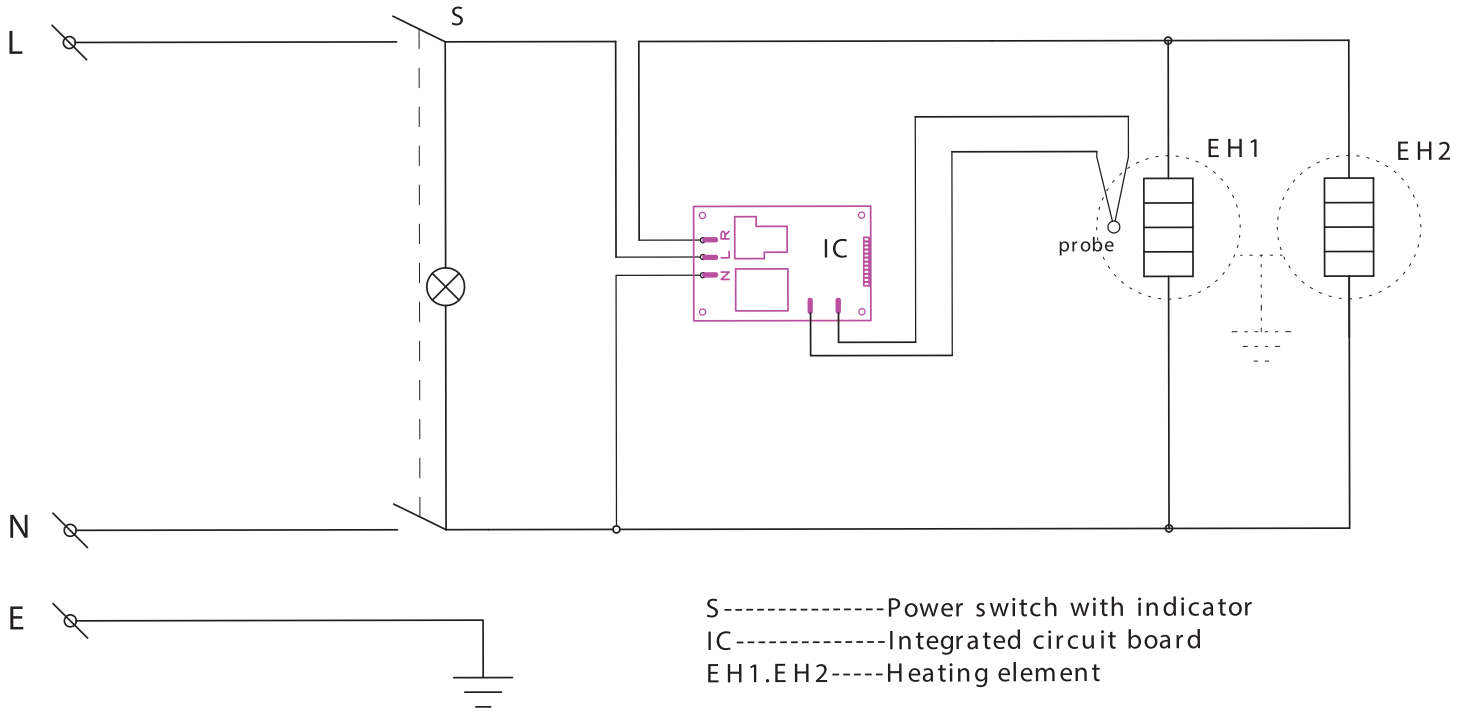 S
L
EH1
EH2
R
L
N
IC
probe
N
E
S-----------------Power switch with indicator
IC----------------Integrated circuit board
EH1.EH2-----Heating element